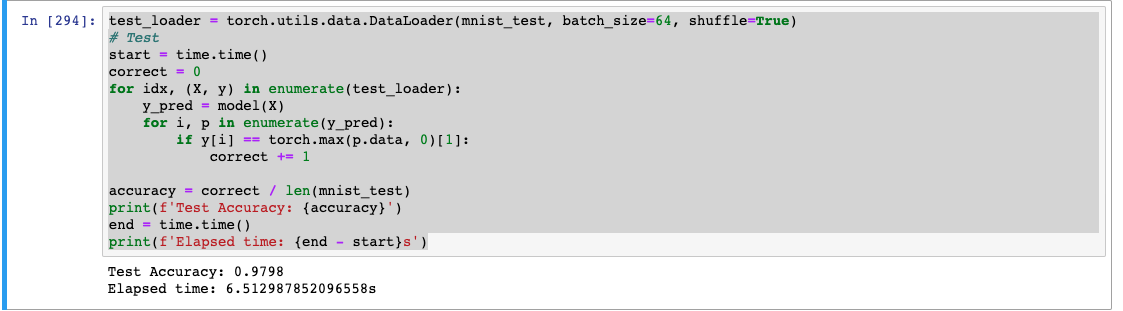 In [294]: test_loader = torch.utils.data.DataLoader(mnist_test, batch_size=64, shuffle=True)
# Test
start = time.time()
correct = 0
for idx, (X, y) in enumerate(test_loader):
    y_pred = model(X)
    for i, p in enumerate(y_pred):
        if y[i] == torch.max(p.data, 0)[1]:
            correct += 1

accuracy = correct / len(mnist_test)
print(f'Test Accuracy: {accuracy}')
end = time.time()
print(f'Elapsed time: {end - start}s')
Test Accuracy: 0.9798
Elapsed time: 6.512987852096558s